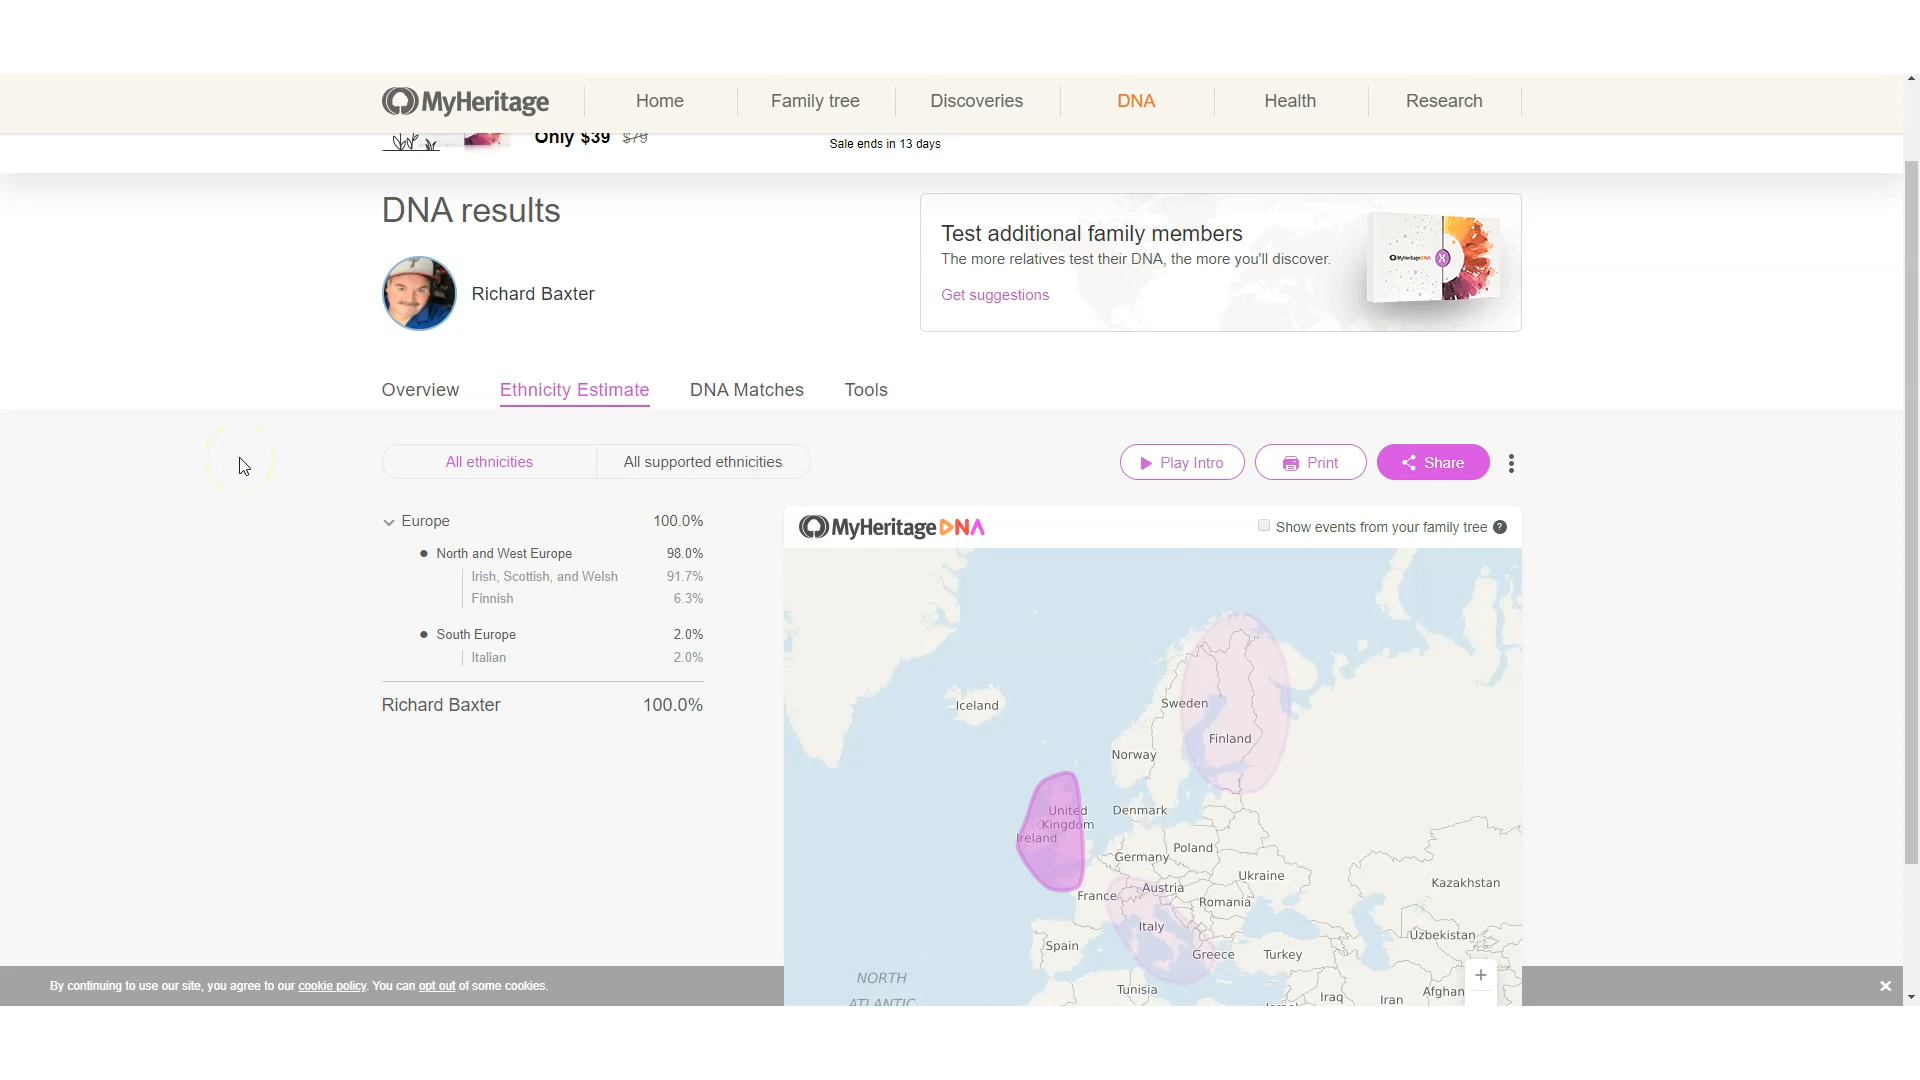 MyHeritage
Home
Family tree
Discoveries
DNA
Health
Research
Only $39 $79
Sale ends in 13 days
DNA results
Richard Baxter
Test additional family members
The more relatives test their DNA, the more you'll discover.
Get suggestions
MyHeritage DNA
Overview
Ethnicity Estimate
DNA Matches
Tools
All ethnicities
All supported ethnicities
Play Intro
Print
Share
Europe 100.0%
North and West Europe 98.0%
Irish, Scottish, and Welsh 91.7%
Finnish 6.3%
South Europe 2.0%
Italian 2.0%
Richard Baxter 100.0%
MyHeritage DNA
Show events from your family tree ?
Iceland
Sweden
Finland
Norway
United
Kingdom
Ireland
Denmark
Germany
Poland
Ukraine
Kazakhstan
France
Austria
Romania
Italy
Uzbekistan
Spain
Greece
Turkey
NORTH
ATLANTIC
Tunisia
Iraq
Iran
Afghan
+
By continuing to use our site, you agree to our cookie policy. You can opt out of some cookies.